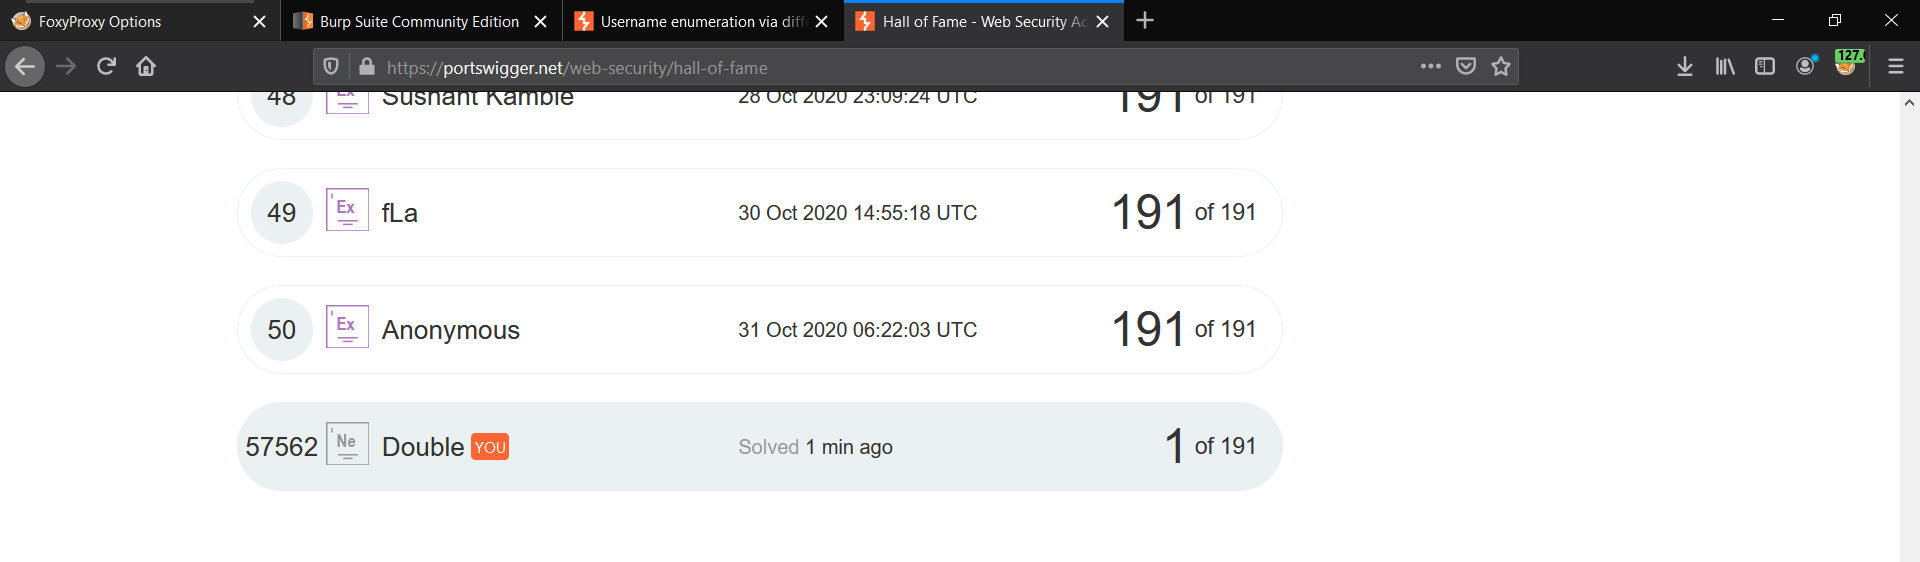 FoxyProxy Options
Burp Suite Community Edition
Username enumeration via diff
Hall of Fame - Web Security Ac
https://portswigger.net/web-security/hall-of-fame
127.
48 Ex Sushant Kamble 28 Oct 2020 23:09:24 UTC 191 of 191
49 Ex fLa 30 Oct 2020 14:55:18 UTC 191 of 191
50 Ex Anonymous 31 Oct 2020 06:22:03 UTC 191 of 191
57562 Ne Double YOU Solved 1 min ago 1 of 191